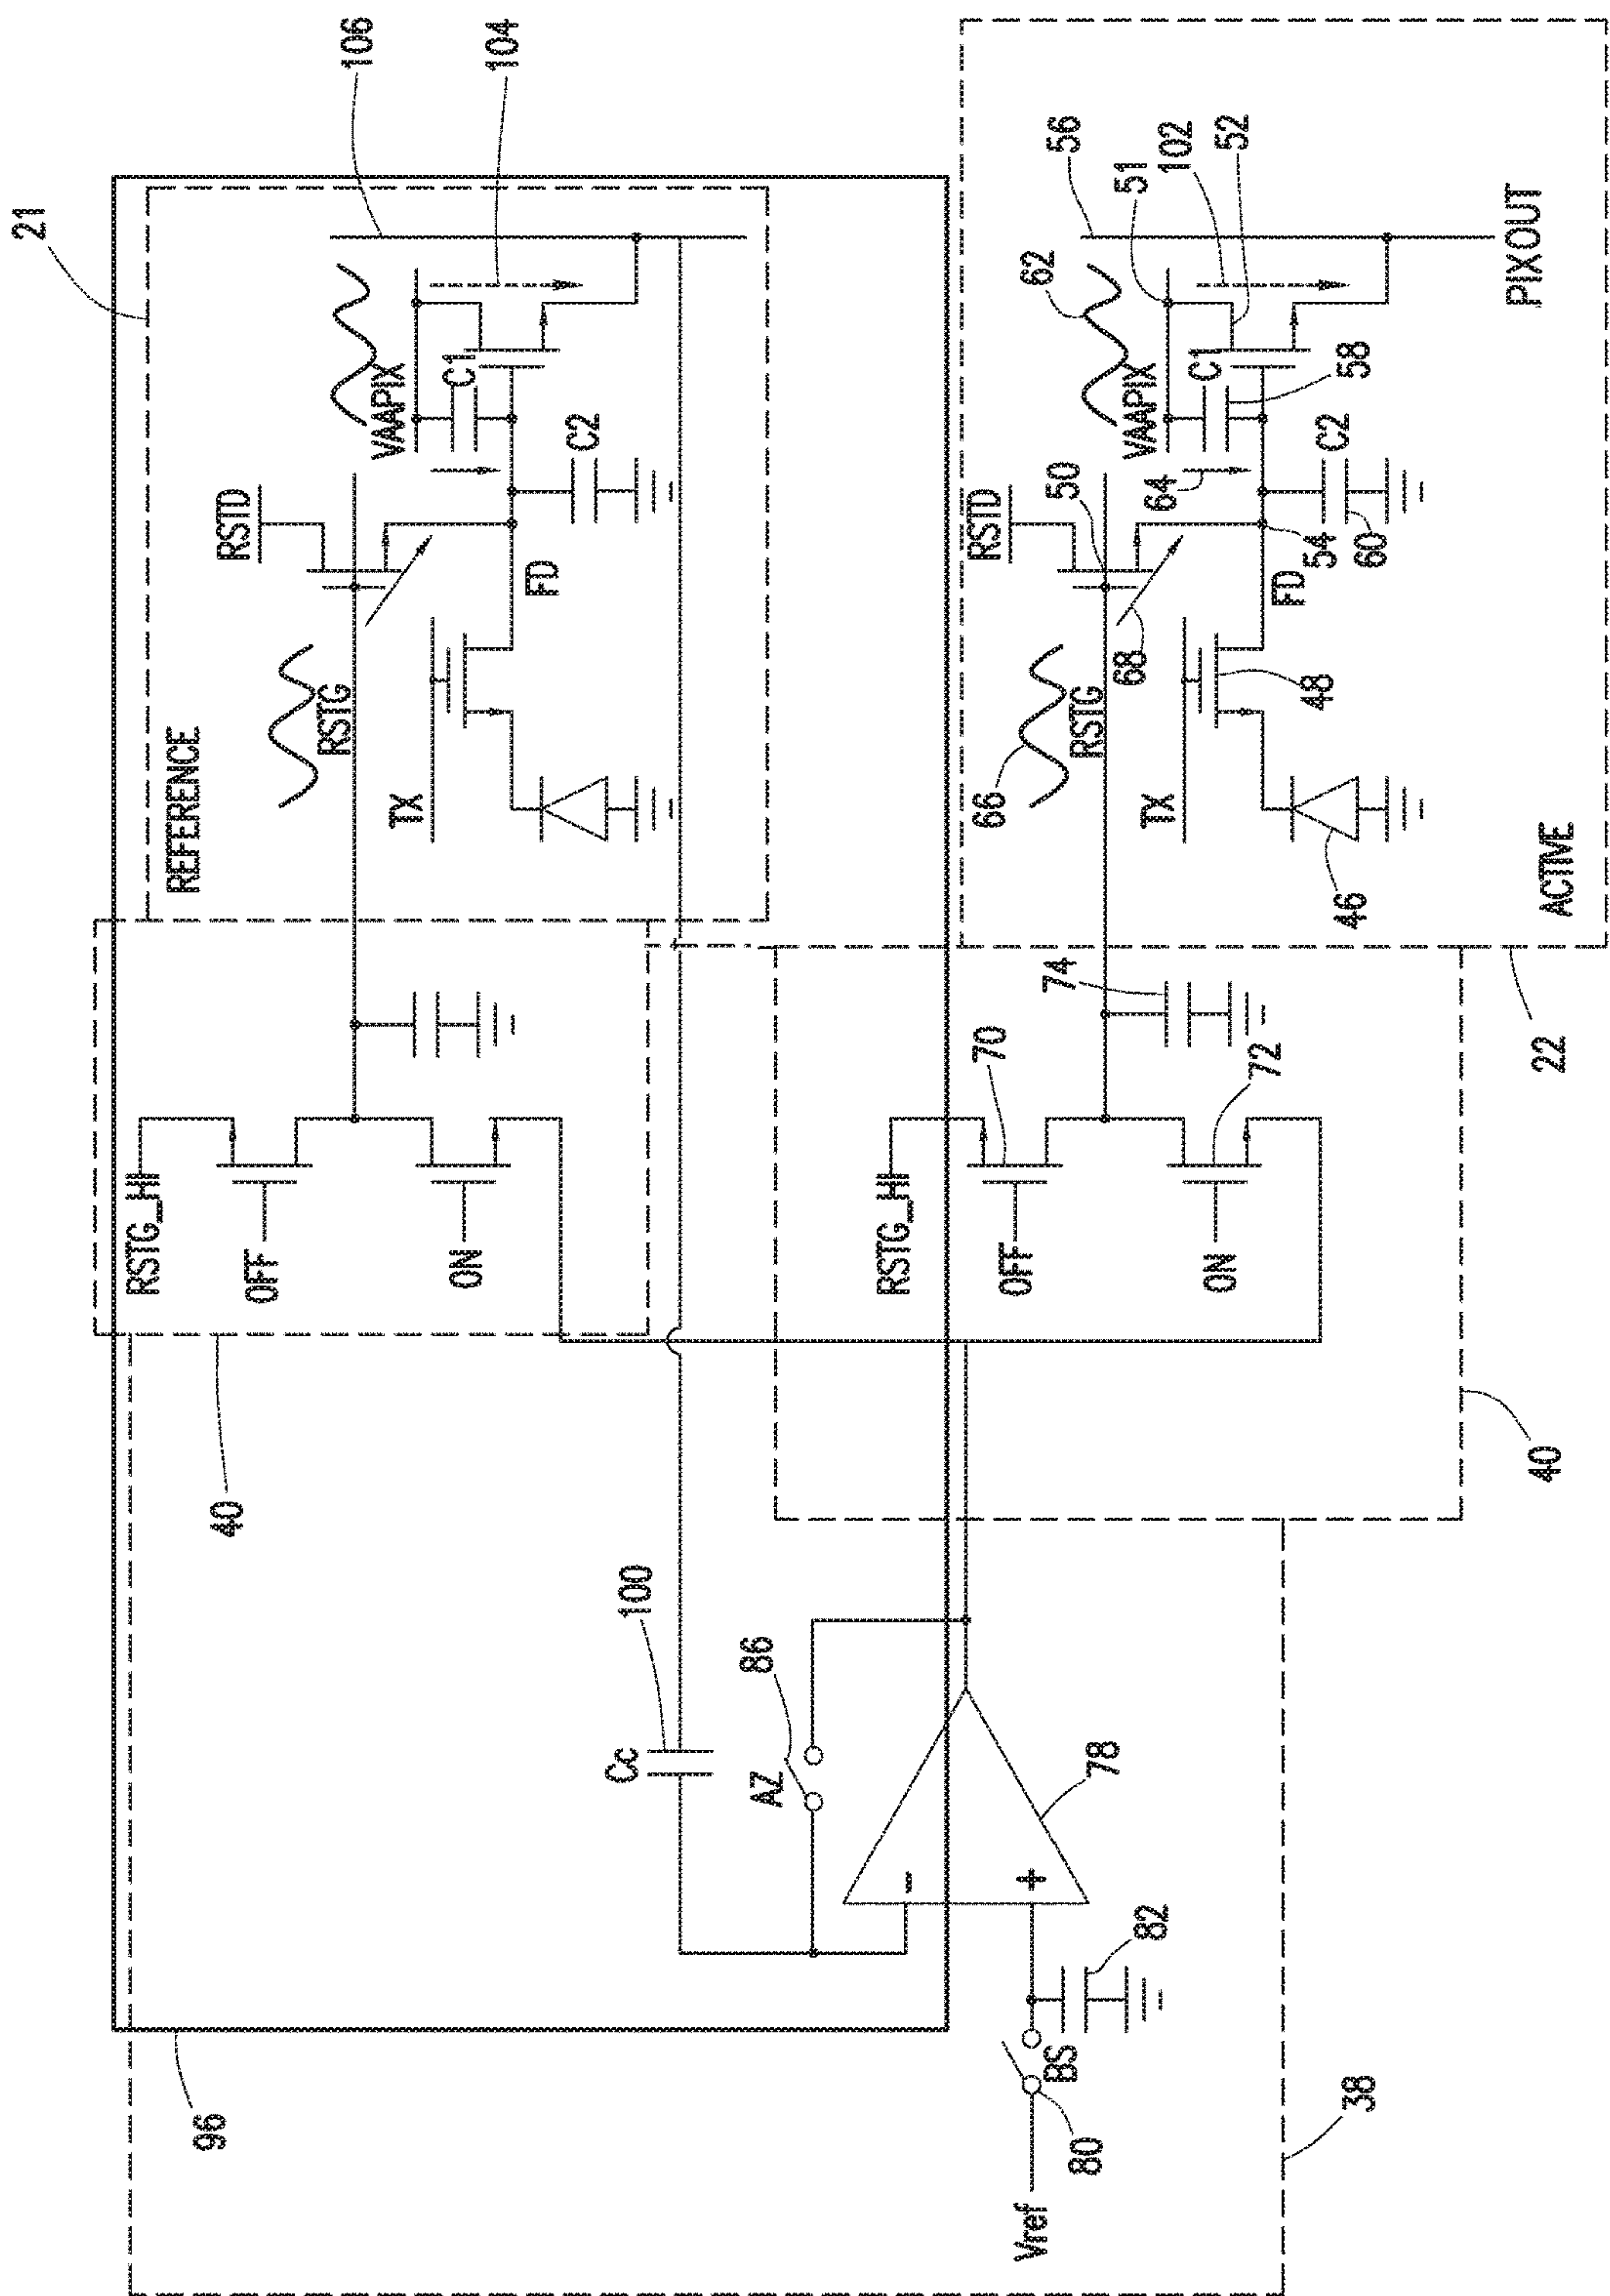 21
106
104
REFERENCE
RSTG
RSTD
VAAPIX
C1
C2
FD
TX
RSTG_HI
OFF
ON
40
100
Cc
86
AZ
78
-
+
82
BS
80
Vref
96
38
RSTG_HI
OFF
ON
70
72
74
40
22
66
RSTG
RSTD
50
68
64
62
VAAPIX
C1
51
56
102
52
58
C2
60
54
FD
TX
48
46
ACTIVE
PIXOUT